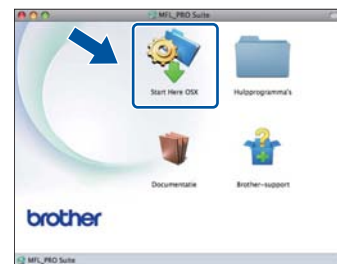 MFL_PRO Suite
Start Here OSX
Hulpprogramma's
Documentatie
Brother-support
brother
MFL_PRO Suite